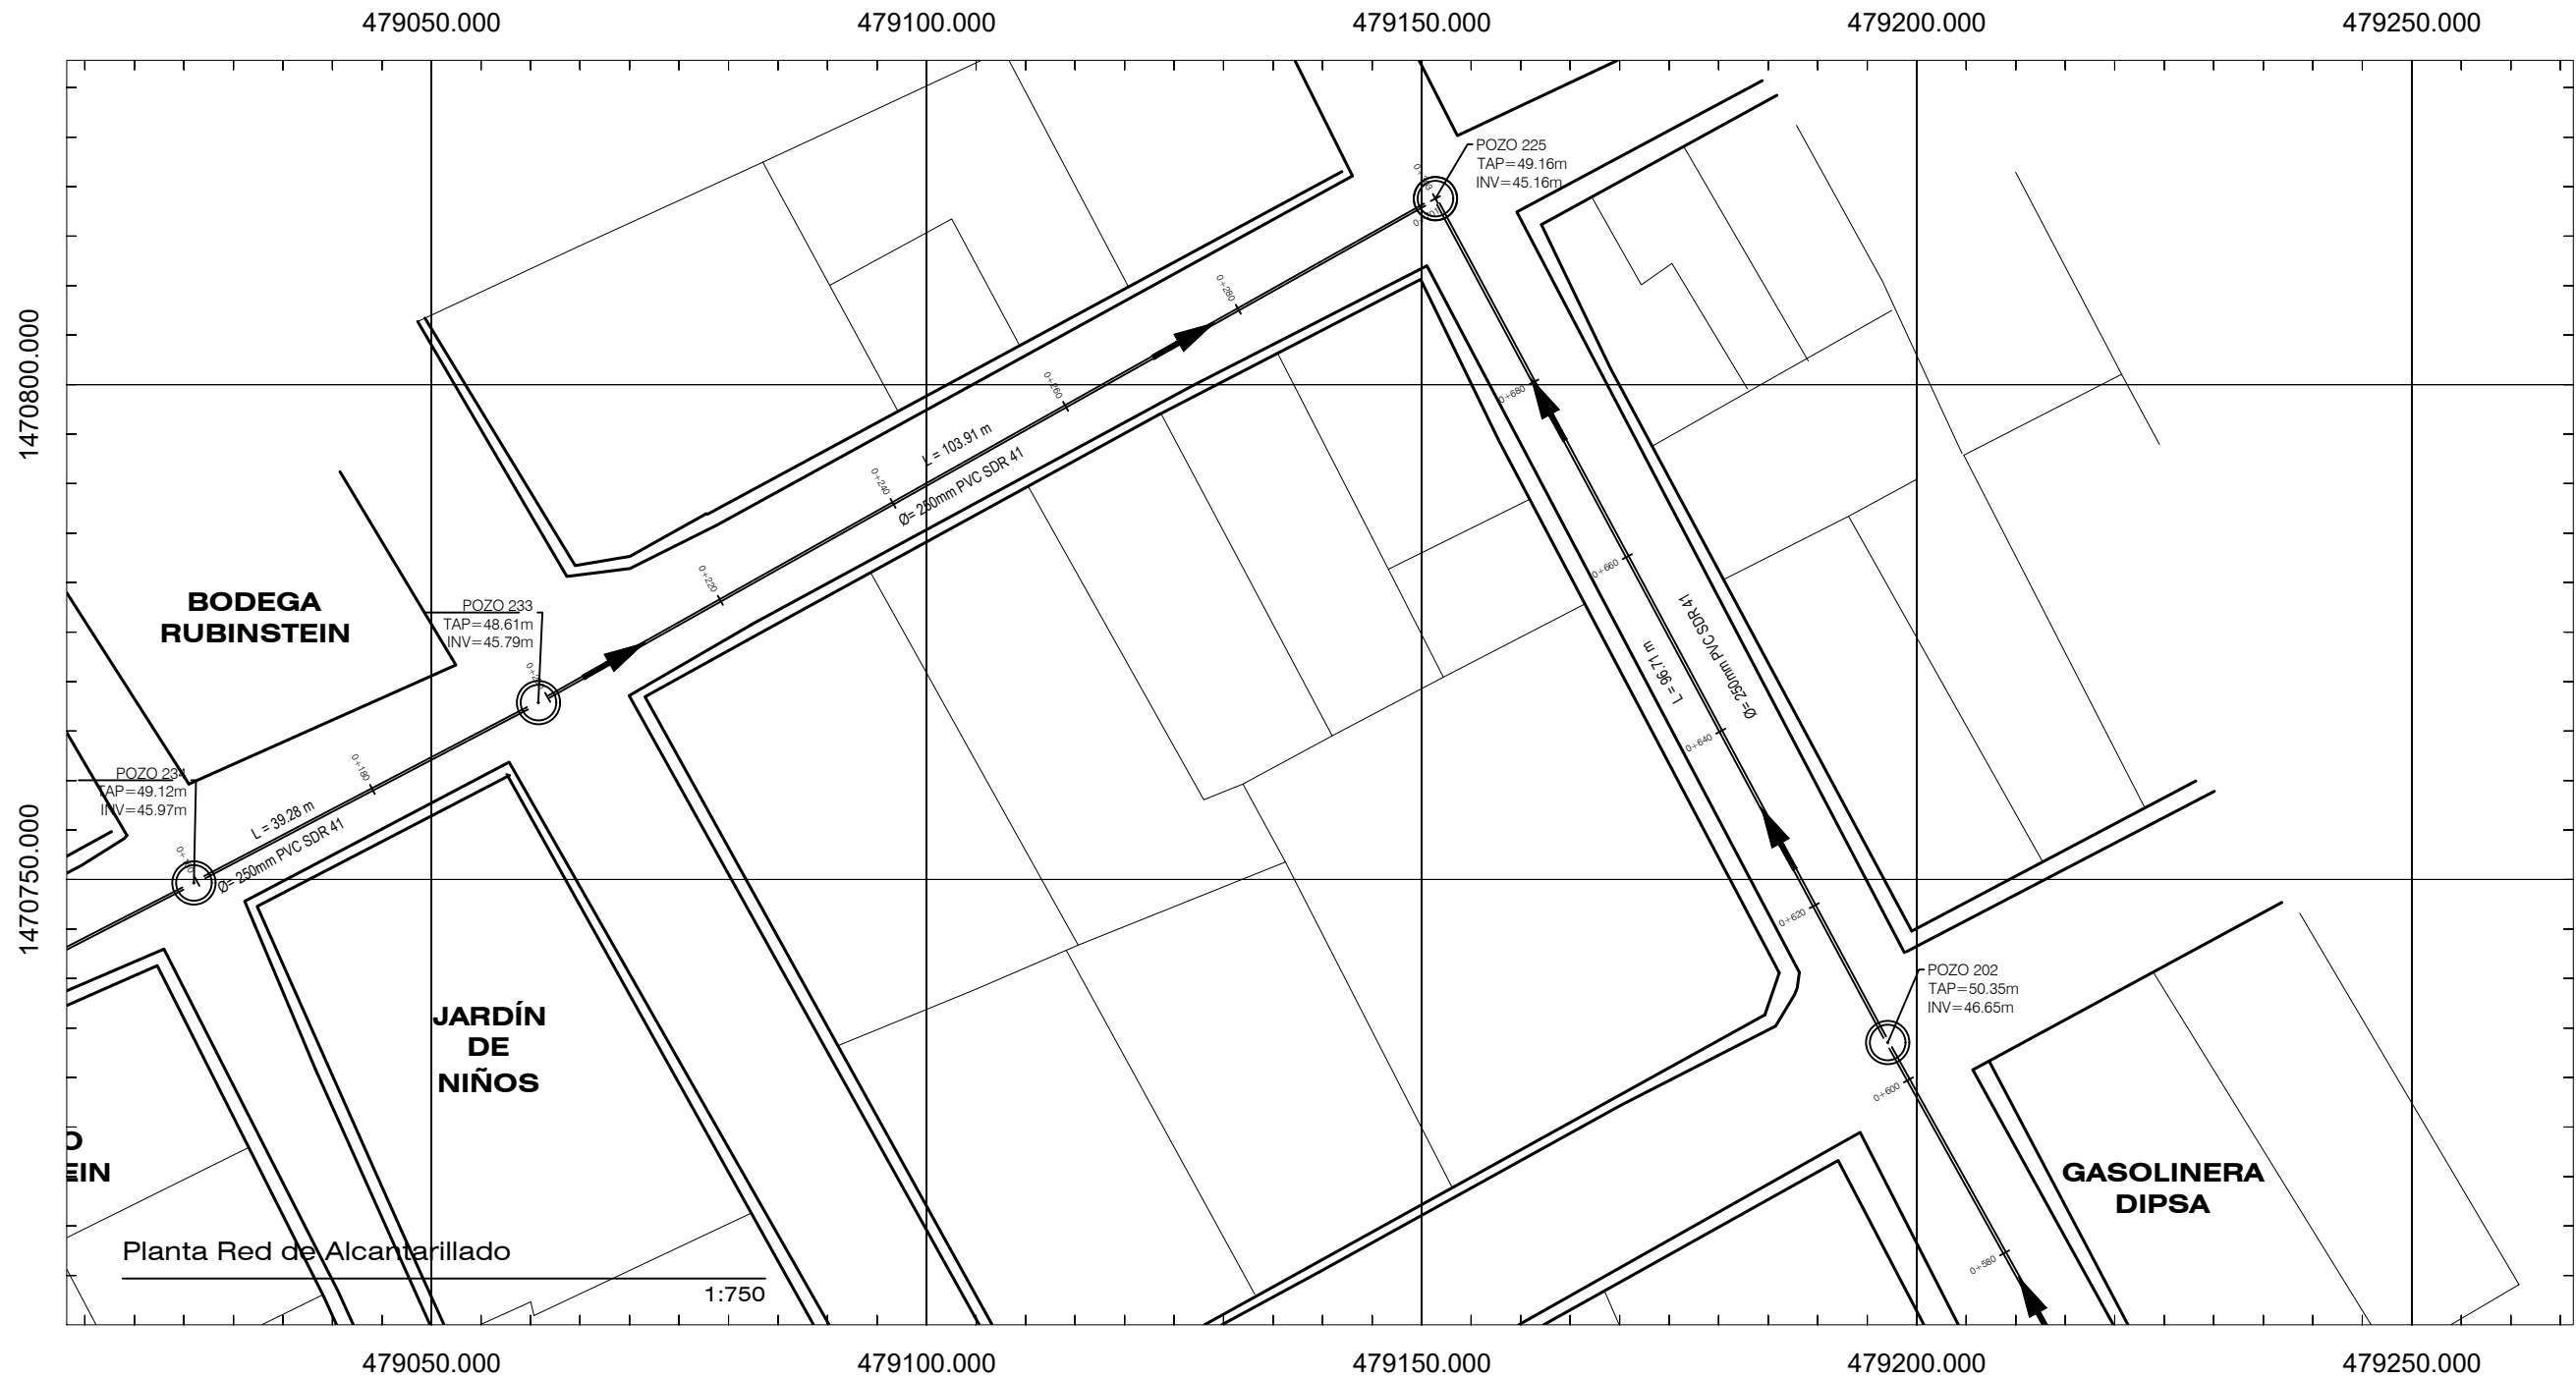 479050.000
479100.000
479150.000
479200.000
479250.000
1470800.000
1470750.000
POZO 225
TAP=49.16m
INV=45.16m
0+280
0+260
0+680
L = 103.91 m
Ø= 250mm PVC SDR 41
0+240
0+220
0+660
BODEGA
RUBINSTEIN
POZO 233
TAP=48.61m
INV=45.79m
Ø= 250mm PVC SDR 41
L = 96.71 m
0+640
POZO 234
TAP=49.12m
INV=45.97m
0+180
L = 39.28 m
Ø= 250mm PVC SDR 41
0+620
POZO 202
TAP=50.35m
INV=46.65m
0+600
JARDÍN
DE
NIÑOS
O
EIN
GASOLINERA
DIPSA
0+580
Planta Red de Alcantarillado
1:750
479050.000
479100.000
479150.000
479200.000
479250.000